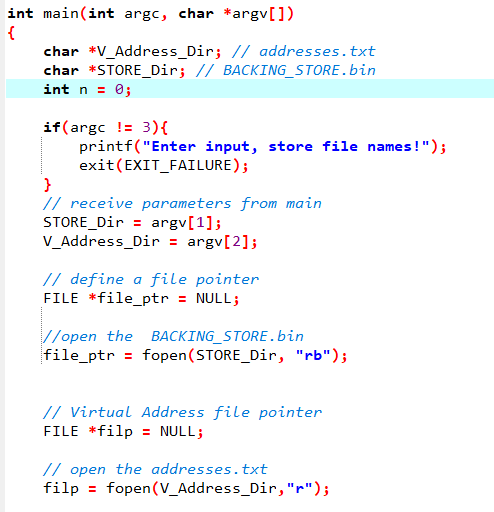 int main(int argc, char *argv[])
{
    char *V_Address_Dir; // addresses.txt
    char *STORE_Dir; // BACKING_STORE.bin
    int n = 0;

    if(argc != 3){
        printf("Enter input, store file names!");
        exit(EXIT_FAILURE);
    }
    // receive parameters from main
    STORE_Dir = argv[1];
    V_Address_Dir = argv[2];

    // define a file pointer
    FILE *file_ptr = NULL;

    //open the  BACKING_STORE.bin
    file_ptr = fopen(STORE_Dir, "rb");


    // Virtual Address file pointer
    FILE *filp = NULL;

    // open the addresses.txt
    filp = fopen(V_Address_Dir,"r");